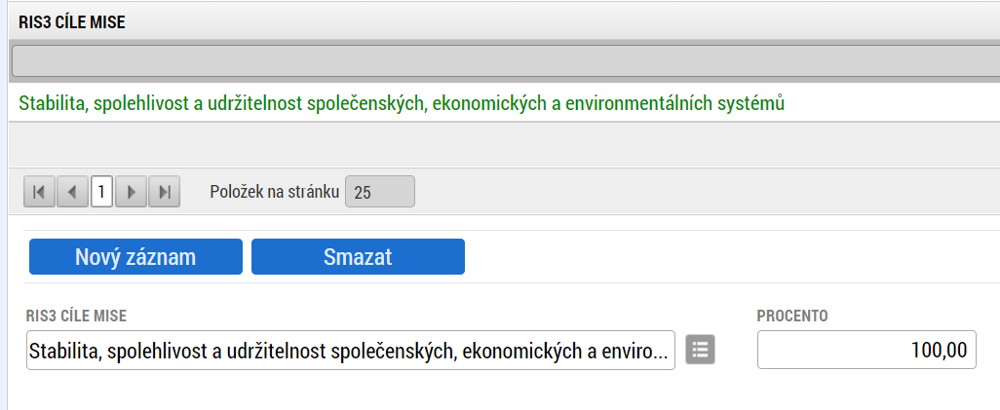 RIS3 CÍLE MISE
Stabilita, spolehlivost a udržitelnost společenských, ekonomických a environmentálních systémů
1 Položek na stránku 25
Nový záznam Smazat
RIS3 CÍLE MISE PROCENTO
Stabilita, spolehlivost a udržitelnost společenských, ekonomických a enviro... 100,00